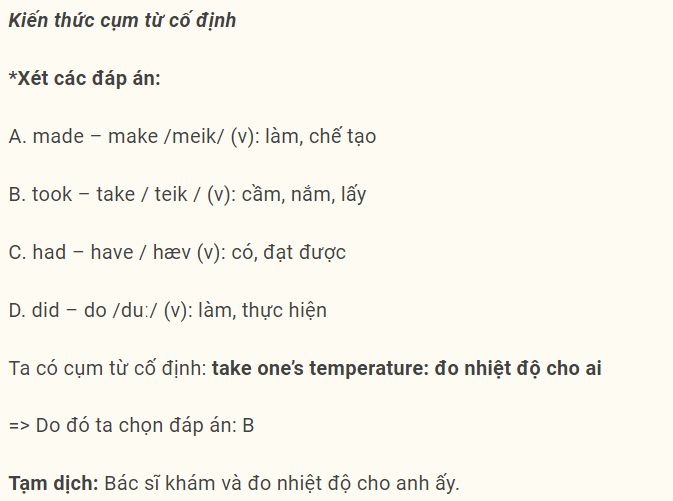 Kiến thức cụm từ cố định
*Xét các đáp án:
A. made – make /meik/ (v): làm, chế tạo
B. took – take / teik / (v): cầm, nắm, lấy
C. had – have / hæv (v): có, đạt được
D. did – do /duː/ (v): làm, thực hiện
Ta có cụm từ cố định: take one’s temperature: đo nhiệt độ cho ai
=> Do đó ta chọn đáp án: B
Tạm dịch: Bác sĩ khám và đo nhiệt độ cho anh ấy.